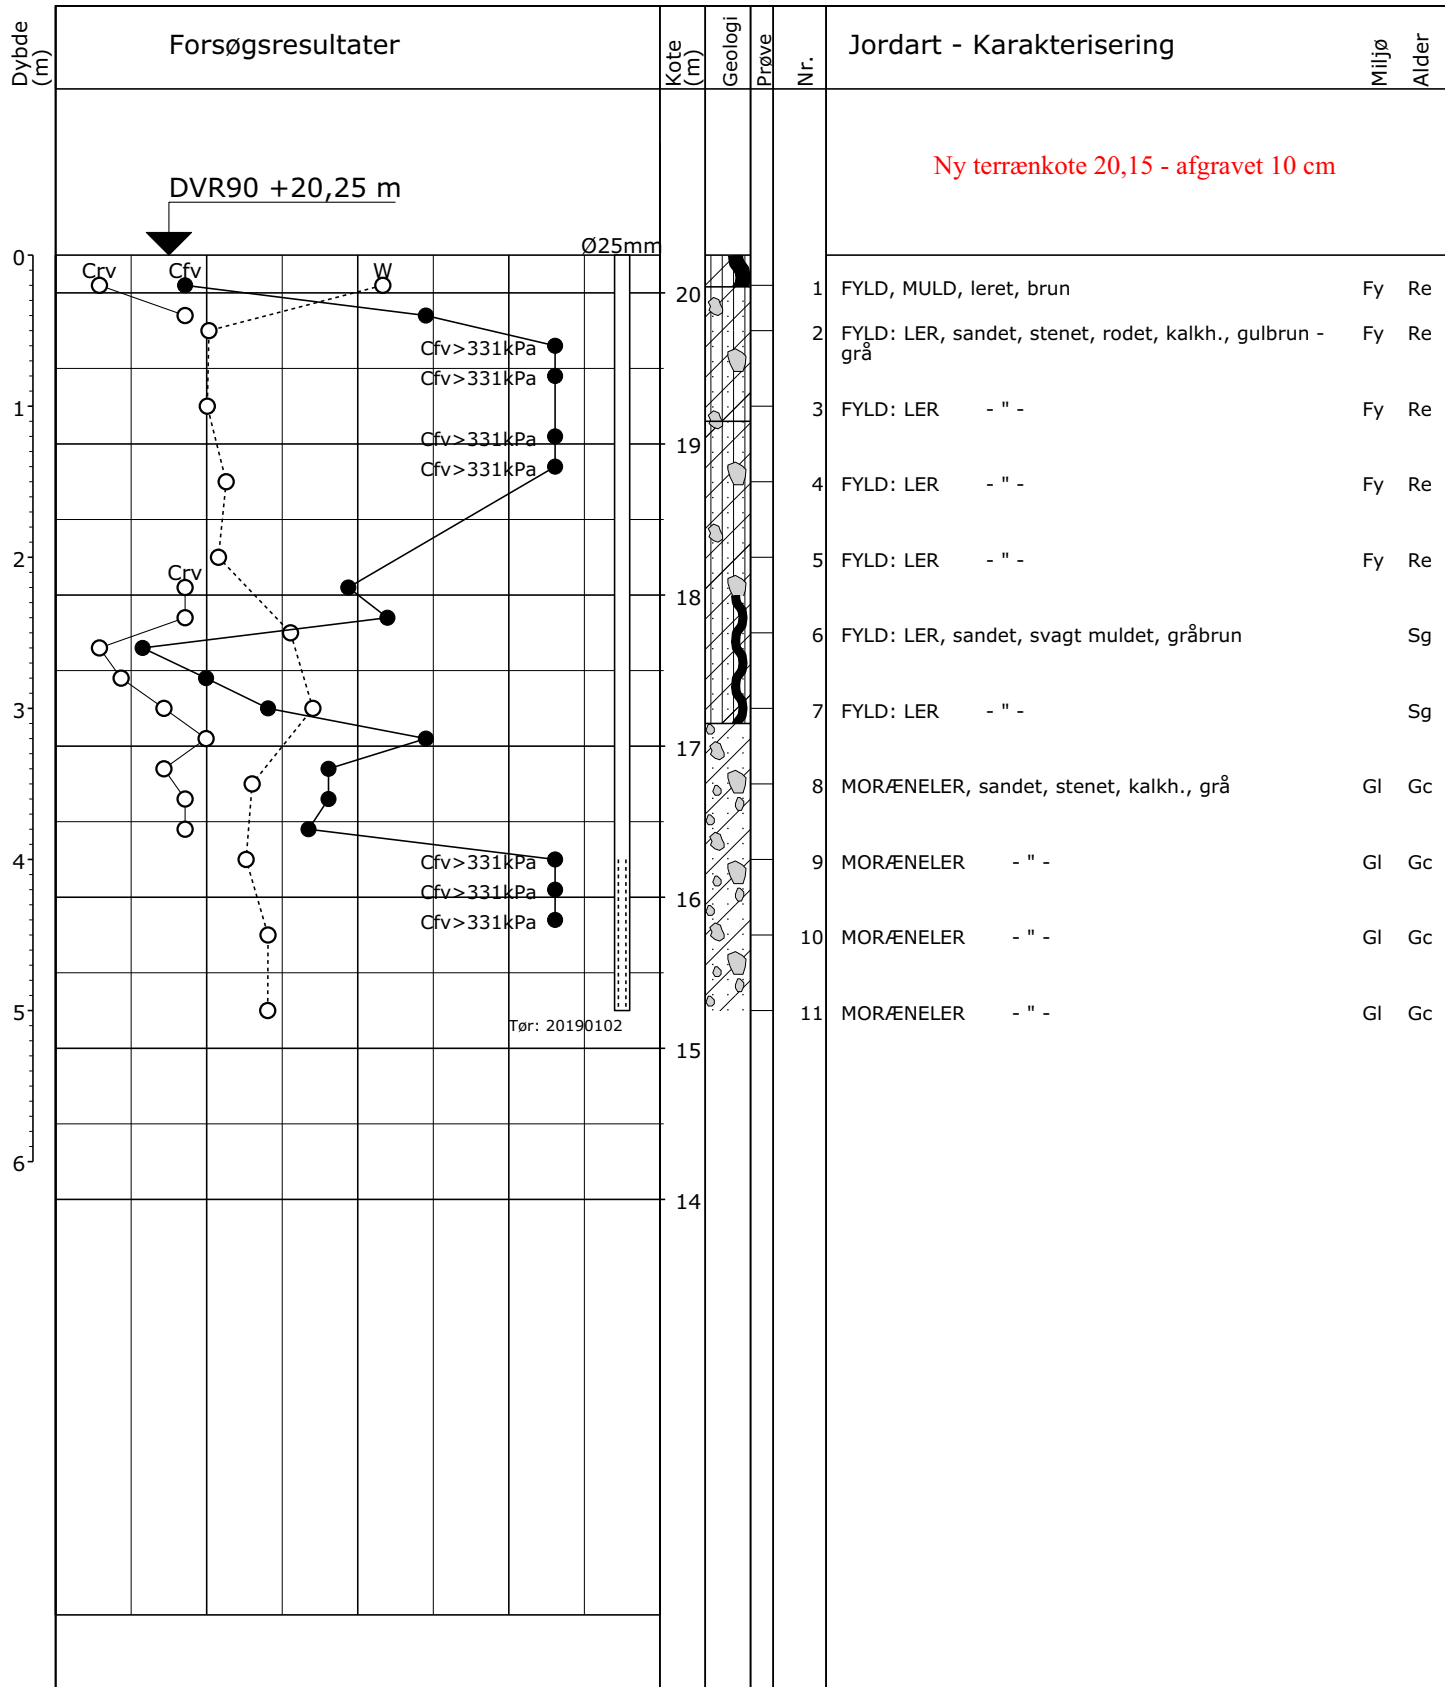 Dybde (m)
Forsøgsresultater
Kote (m)
Geologi
Prøve
Nr.
Jordart - Karakterisering
Miljø
Alder
Ny terrænkote 20,15 - afgravet 10 cm
DVR90 +20,25 m
Ø25mm
0
Crv
Cfv
W
20
1 FYLD, MULD, leret, brun Fy Re
2 FYLD: LER, sandet, stenet, rodet, kalkh., gulbrun - Fy Re
grå
Cfv>331kPa
Cfv>331kPa
1
3 FYLD: LER - " - Fy Re
Cfv>331kPa
19
Cfv>331kPa
4 FYLD: LER - " - Fy Re
2
5 FYLD: LER - " - Fy Re
Crv
18
6 FYLD: LER, sandet, svagt muldet, gråbrun Sg
3
7 FYLD: LER - " - Sg
17
8 MORÆNELER, sandet, stenet, kalkh., grå Gl Gc
4
Cfv>331kPa
9 MORÆNELER - " - Gl Gc
Cfv>331kPa
16
Cfv>331kPa
10 MORÆNELER - " - Gl Gc
5
Tør: 20190102
11 MORÆNELER - " - Gl Gc
15
6
14